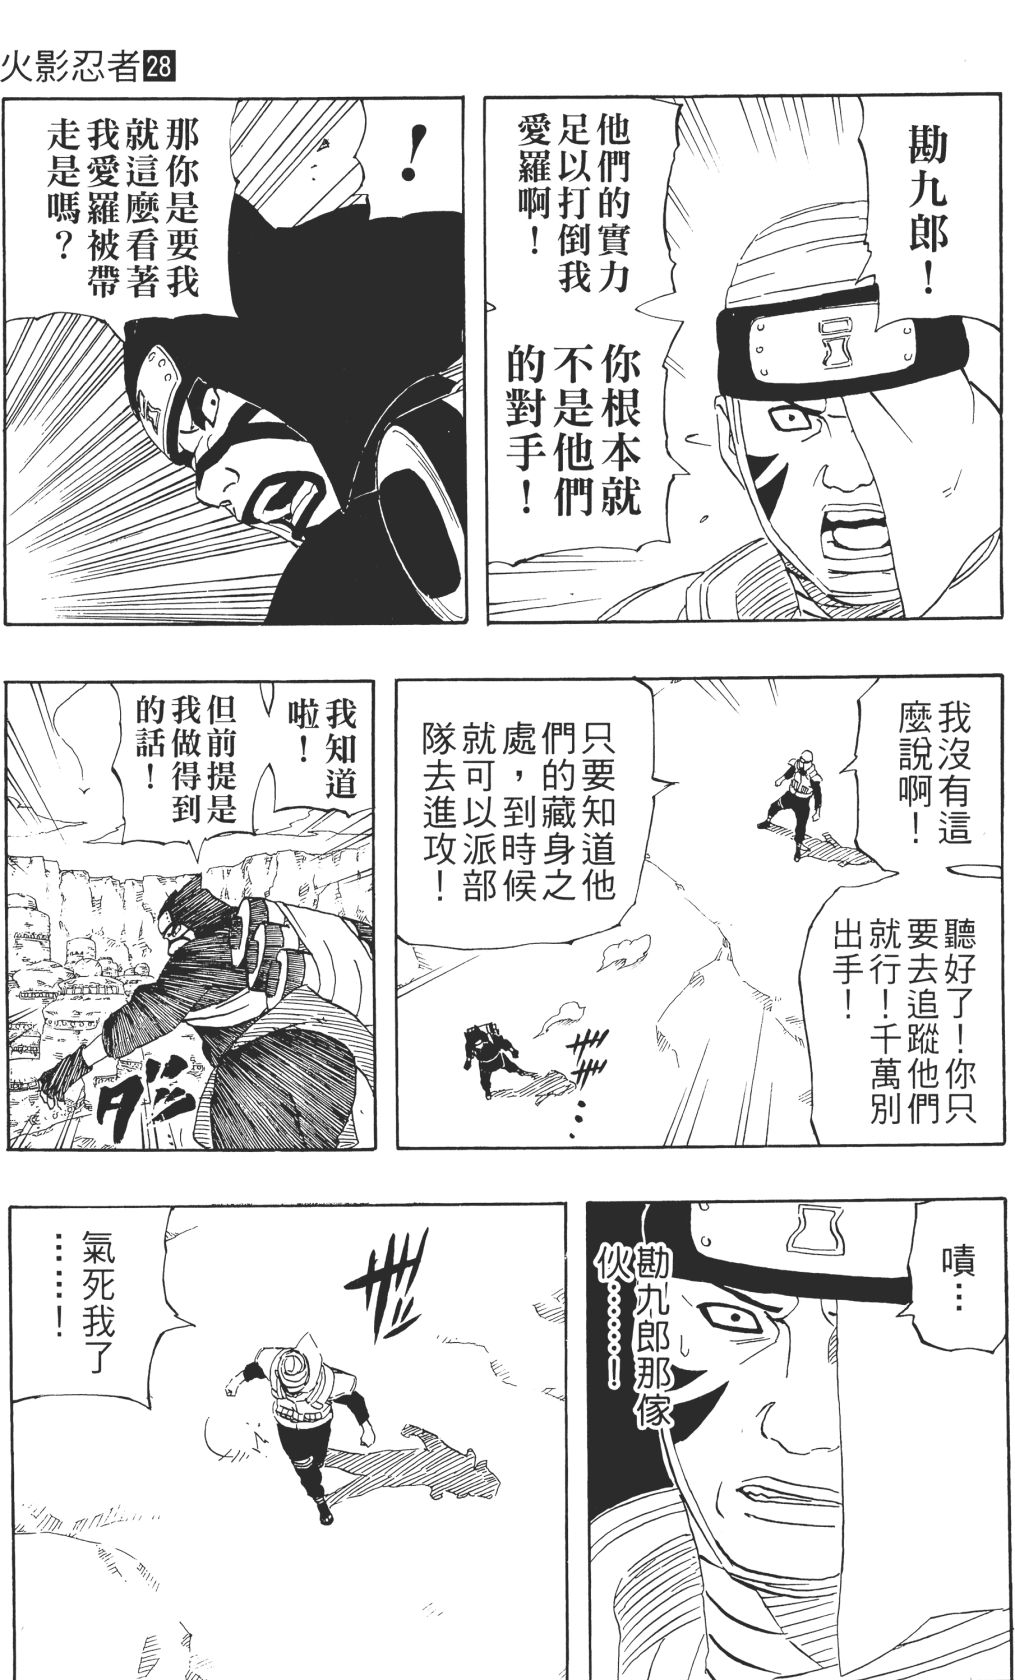 火影忍者28
勘九郎！
他們的實力
足以打倒我
愛羅啊！
你根本就
不是他們
的對手！
！
那你是要我
就這麼看著
我愛羅被帶
走是嗎？
我沒有這
麼說啊！
聽好了！你只
要去追蹤他們
就行！千萬別
出手！
只要知道他
們的藏身之
處，到時候
就可以派部
隊去進攻！
我知道
啦！
但前提是
我做得到
的話！
ダッ
嘖…
勘九郎那傢
伙……！
氣死我了
……！